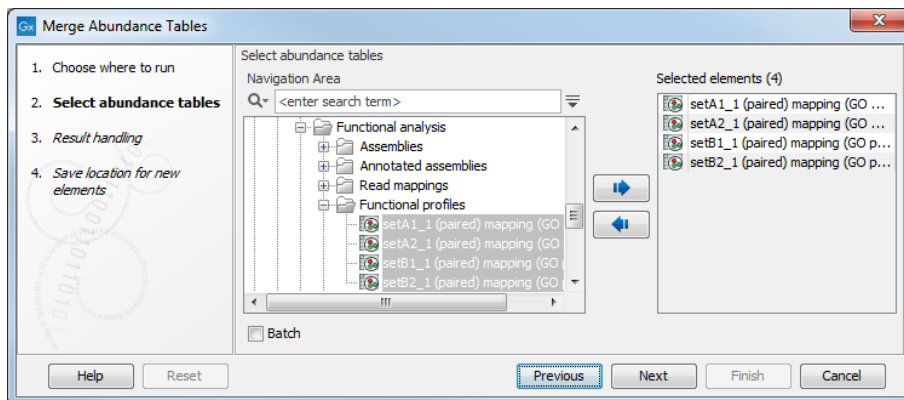 Gx Merge Abundance Tables
1. Choose where to run
2. Select abundance tables
3. Result handling
4. Save location for new
elements
Select abundance tables
Navigation Area
<enter search term>
Functional analysis
Assemblies
Annotated assemblies
Read mappings
Functional profiles
setA1_1 (paired) mapping (GO
setA2_1 (paired) mapping (GO
setB1_1 (paired) mapping (GO p
setB2_1 (paired) mapping (GO p
Batch
Selected elements (4)
setA1_1 (paired) mapping (GO ...
setA2_1 (paired) mapping (GO ...
setB1_1 (paired) mapping (GO p...
setB2_1 (paired) mapping (GO p...
Help
Reset
Previous
Next
Finish
Cancel